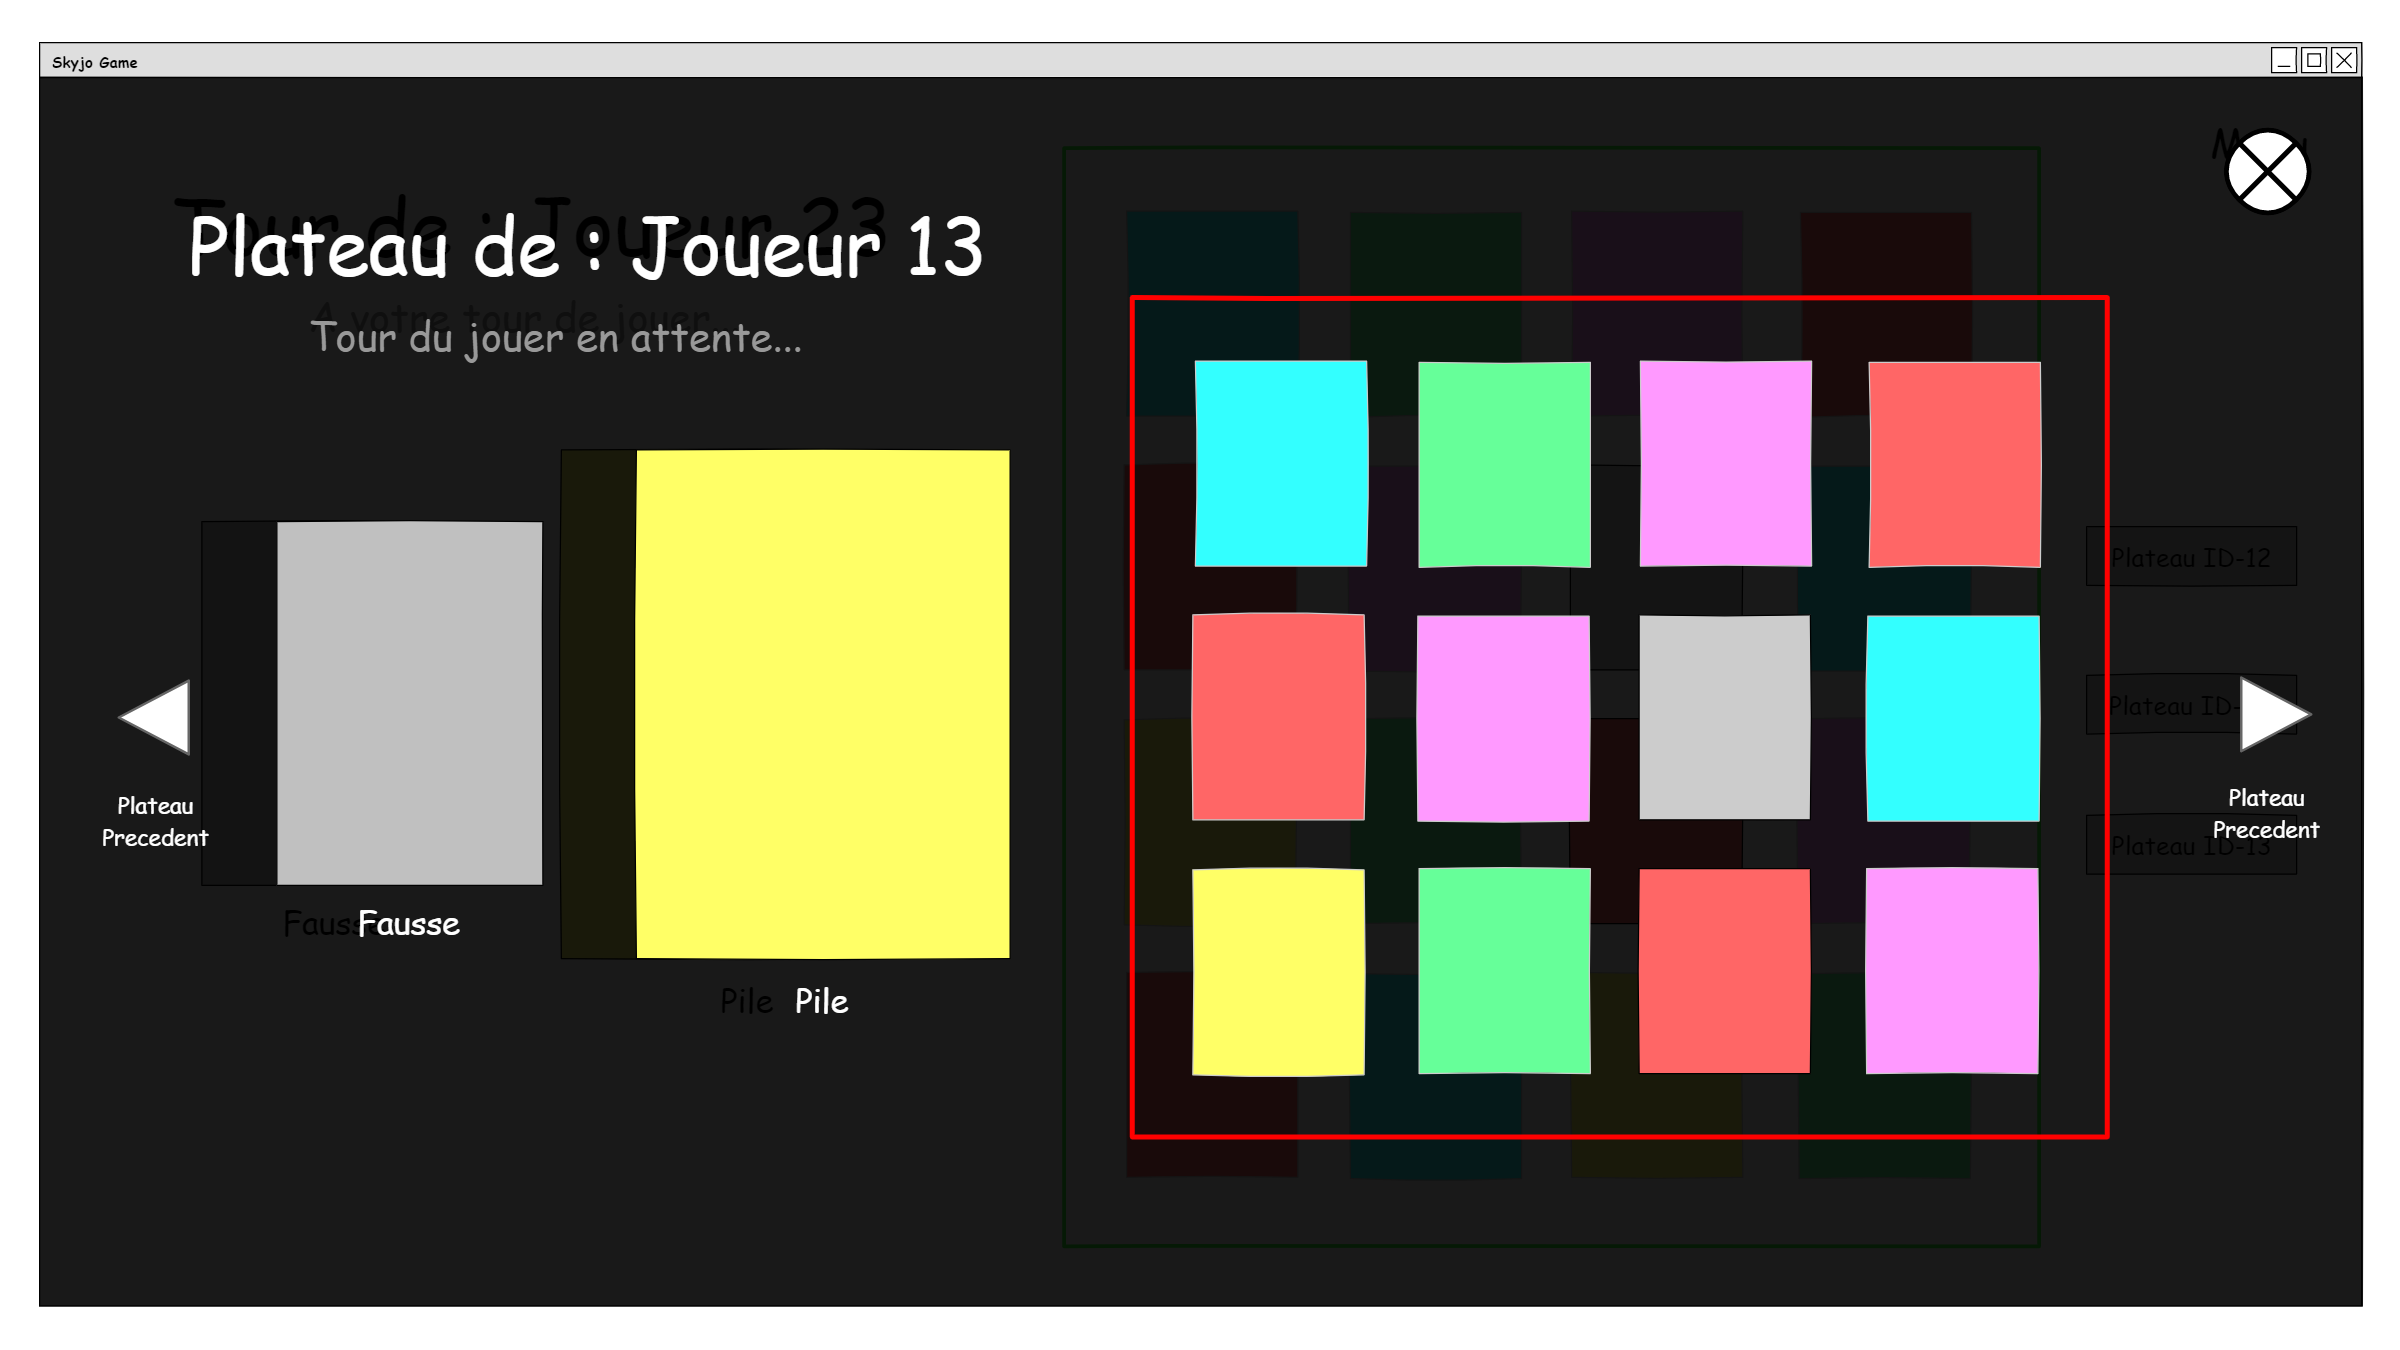 Skyjo Game
Menu
Tour de : Joueur 23
Plateau de : Joueur 13
A votre tour de jouer...
Tour du jouer en attente...
Plateau ID-12
Plateau ID-
Plateau
Precedent
Plateau
Precedent
Plateau ID-13
Fausse
Fausse
Pile
Pile